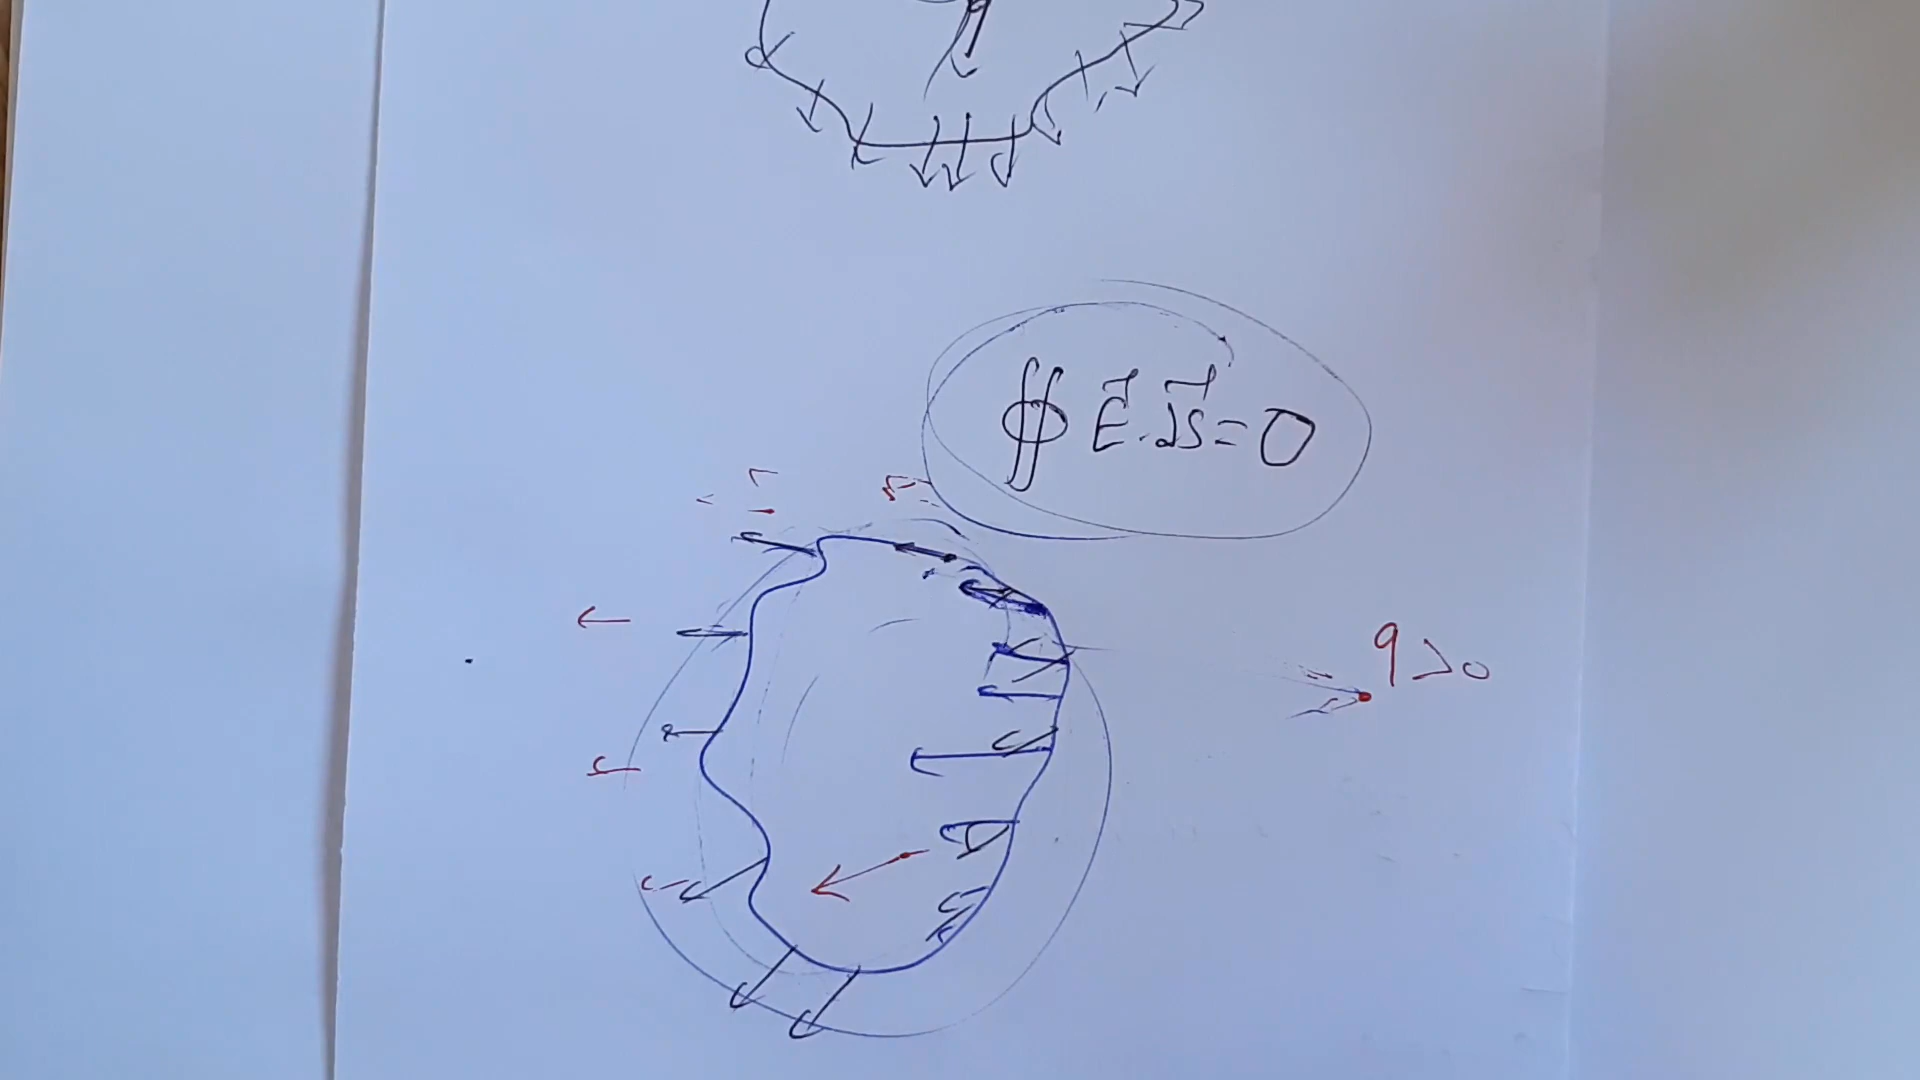 ∯ E⃗ . dS⃗ = 0
q > 0